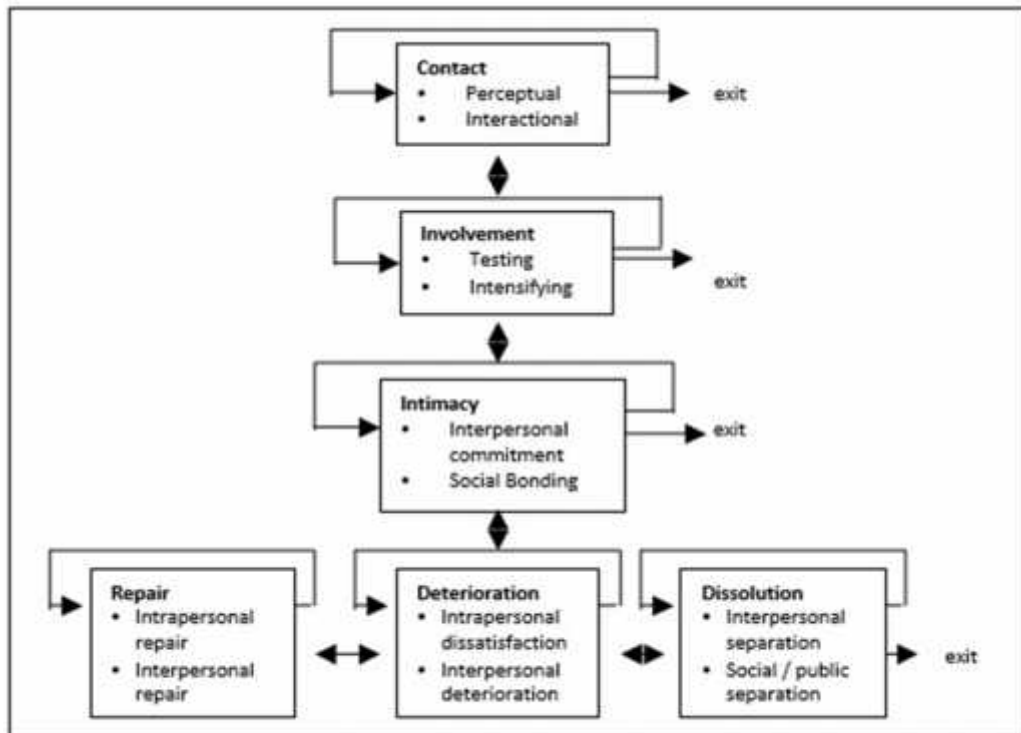 Contact
• Perceptual
• Interactional
exit
Involvement
• Testing
• Intensifying
exit
Intimacy
• Interpersonal
commitment
• Social Bonding
exit
Repair
• Intrapersonal
repair
• Interpersonal
repair
Deterioration
• Intrapersonal
dissatisfaction
• Interpersonal
deterioration
Dissolution
• Interpersonal
separation
• Social / public
separation
exit